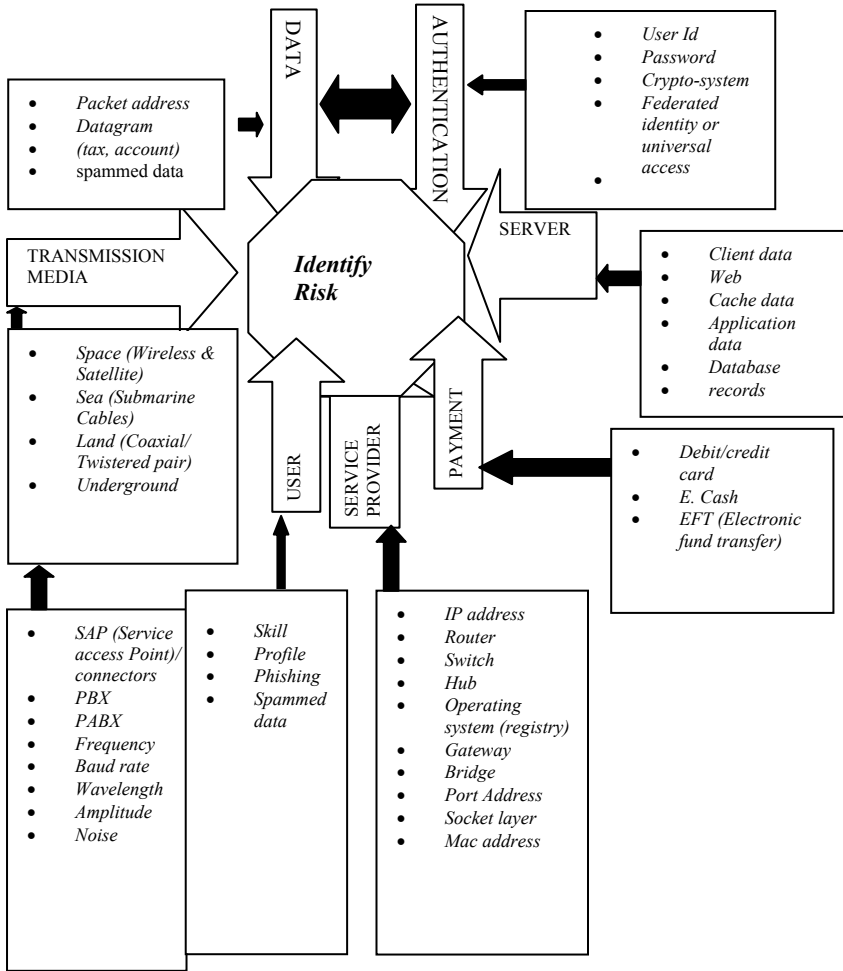 DATA
AUTHENTICATION
• User Id
• Password
• Crypto-system
• Federated
identity or
universal
access
•
• Packet address
• Datagram
• (tax, account)
• spammed data
TRANSMISSION
MEDIA
Identify
Risk
SERVER
• Client data
• Web
• Cache data
• Application
data
• Database
• records
• Space (Wireless &
Satellite)
• Sea (Submarine
Cables)
• Land (Coaxial/
Twistered pair)
• Underground
USER
SERVICE
PROVIDER
PAYMENT
• Debit/credit
card
• E. Cash
• EFT (Electronic
fund transfer)
• SAP (Service
access Point)/
connectors
• PBX
• PABX
• Frequency
• Baud rate
• Wavelength
• Amplitude
• Noise
• Skill
• Profile
• Phishing
• Spammed
data
• IP address
• Router
• Switch
• Hub
• Operating
system (registry)
• Gateway
• Bridge
• Port Address
• Socket layer
• Mac address